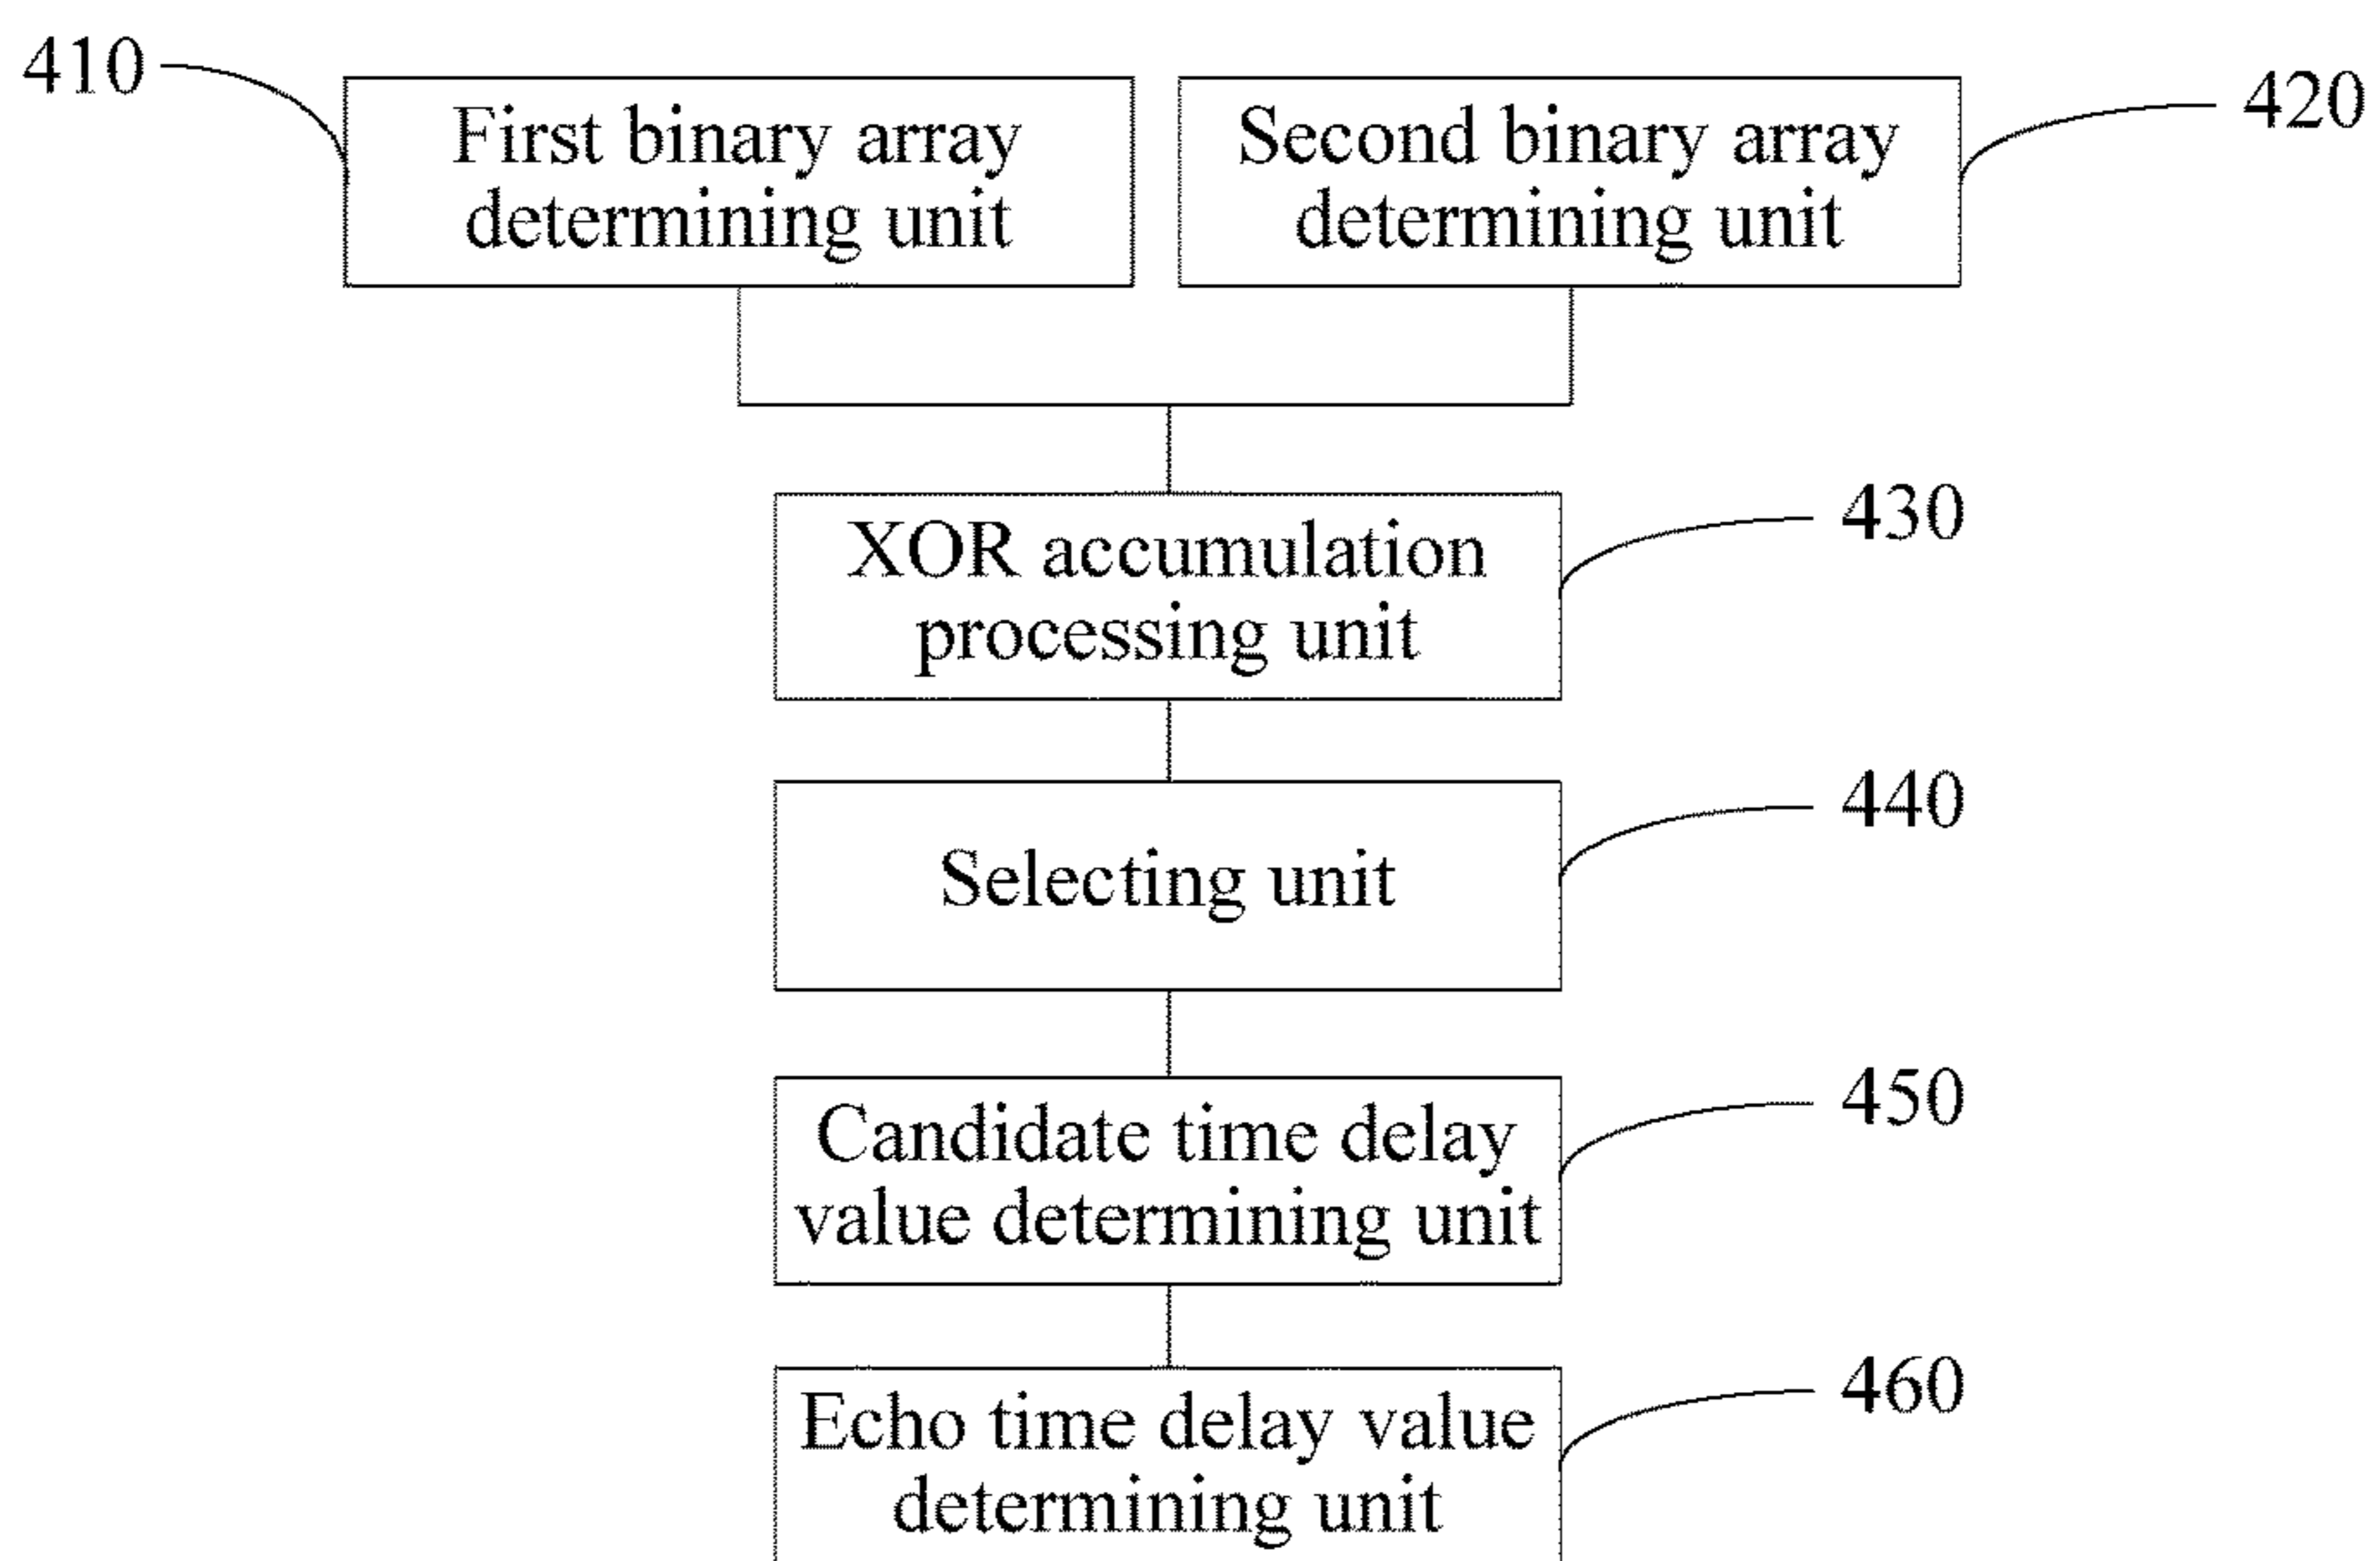 410
First binary array
determining unit
Second binary array
determining unit
420
XOR accumulation
processing unit
430
Selecting unit
440
Candidate time delay
value determining unit
450
Echo time delay value
determining unit
460